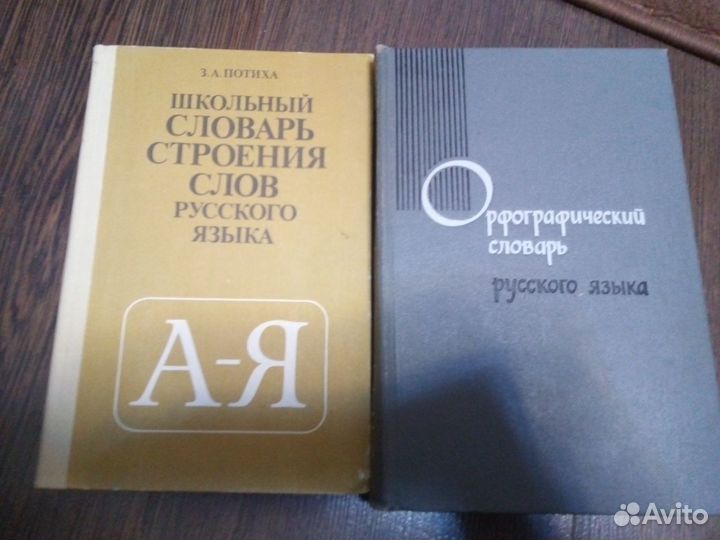 З. А. ПОТИХА
ШКОЛЬНЫЙ
СЛОВАРЬ
СТРОЕНИЯ
СЛОВ
РУССКОГО
ЯЗЫКА
А-Я
Орфографический
словарь
русского языка
Avito